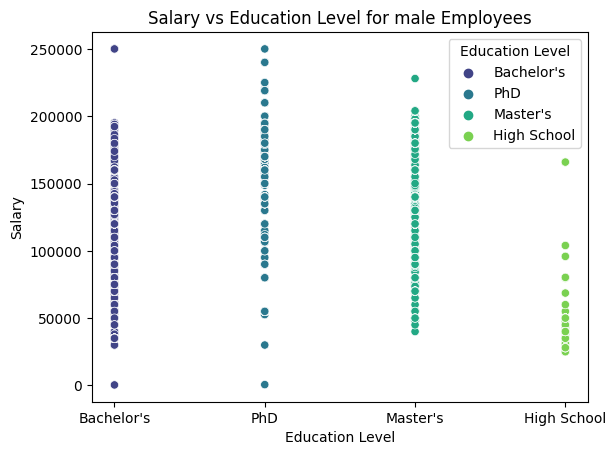 Salary vs Education Level for male Employees
Education Level
Bachelor's
PhD
Master's
High School
250000
200000
150000
100000
50000
0
Salary
Bachelor's PhD Master's High School
Education Level